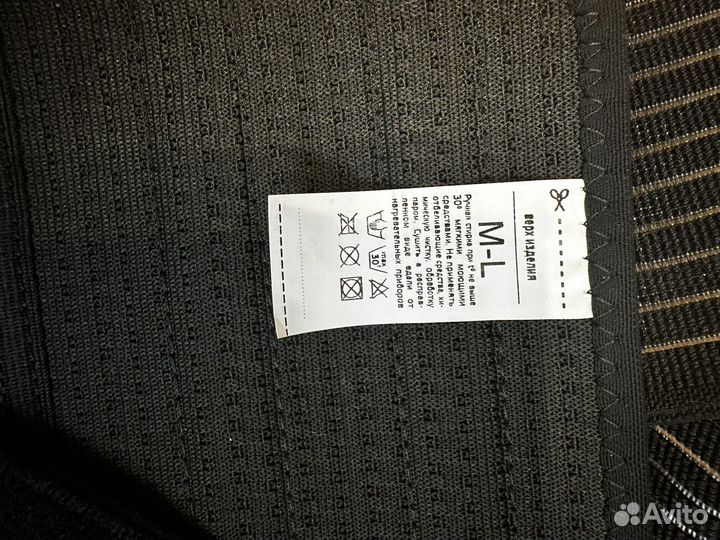 верх изделия
M-L
Ручная стирка при t° не выше
30° мягкими моющими
средствами. Не применять
отбеливающие средства, хи-
мическую чистку. Обработку
паром. Сушить в расправ-
ленном виде вдали от
нагревательных приборов
max
30°
Avito